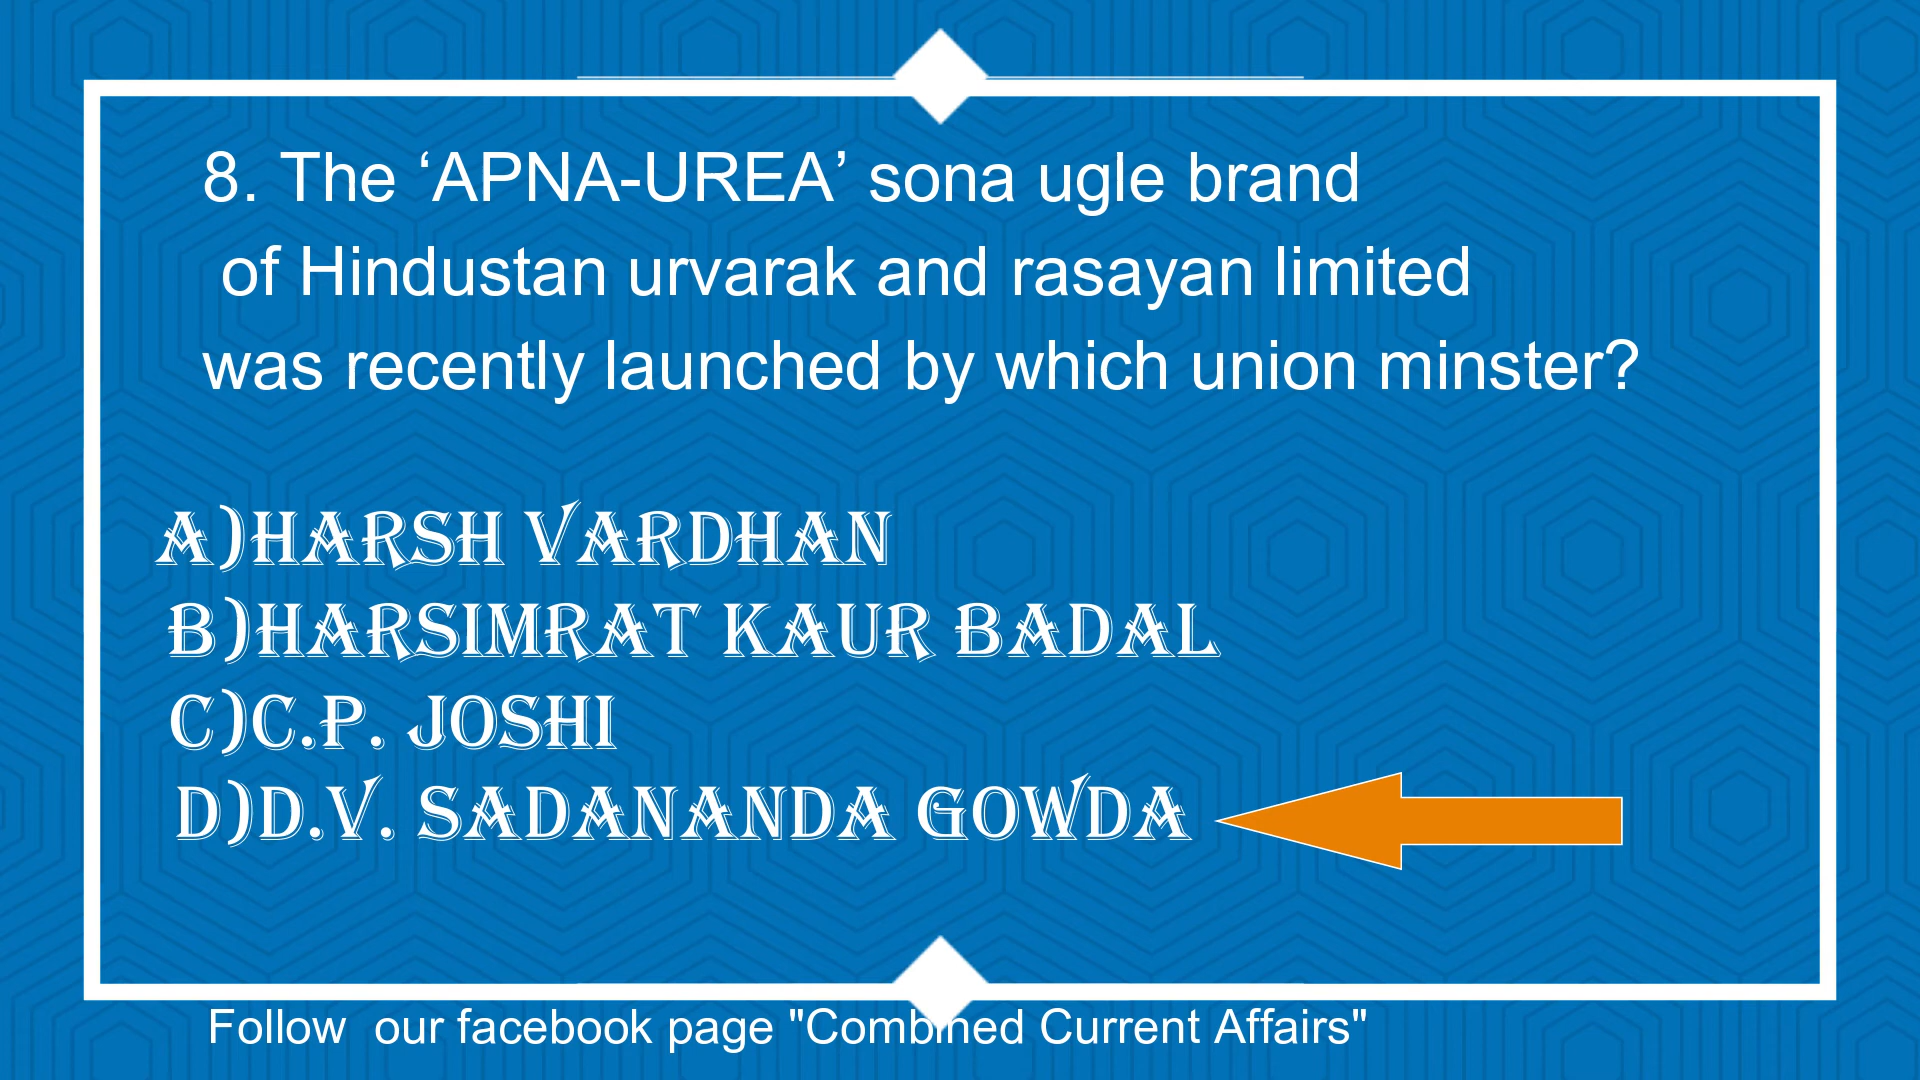 8. The ‘APNA-UREA’ sona ugle brand
of Hindustan urvarak and rasayan limited
was recently launched by which union minster?
A)HARSH VARDHAN
B)HARSIMRAT KAUR BADAL
C)C.P. JOSHI
D)D.V. SADANANDA GOWDA
Follow our facebook page "Combined Current Affairs"